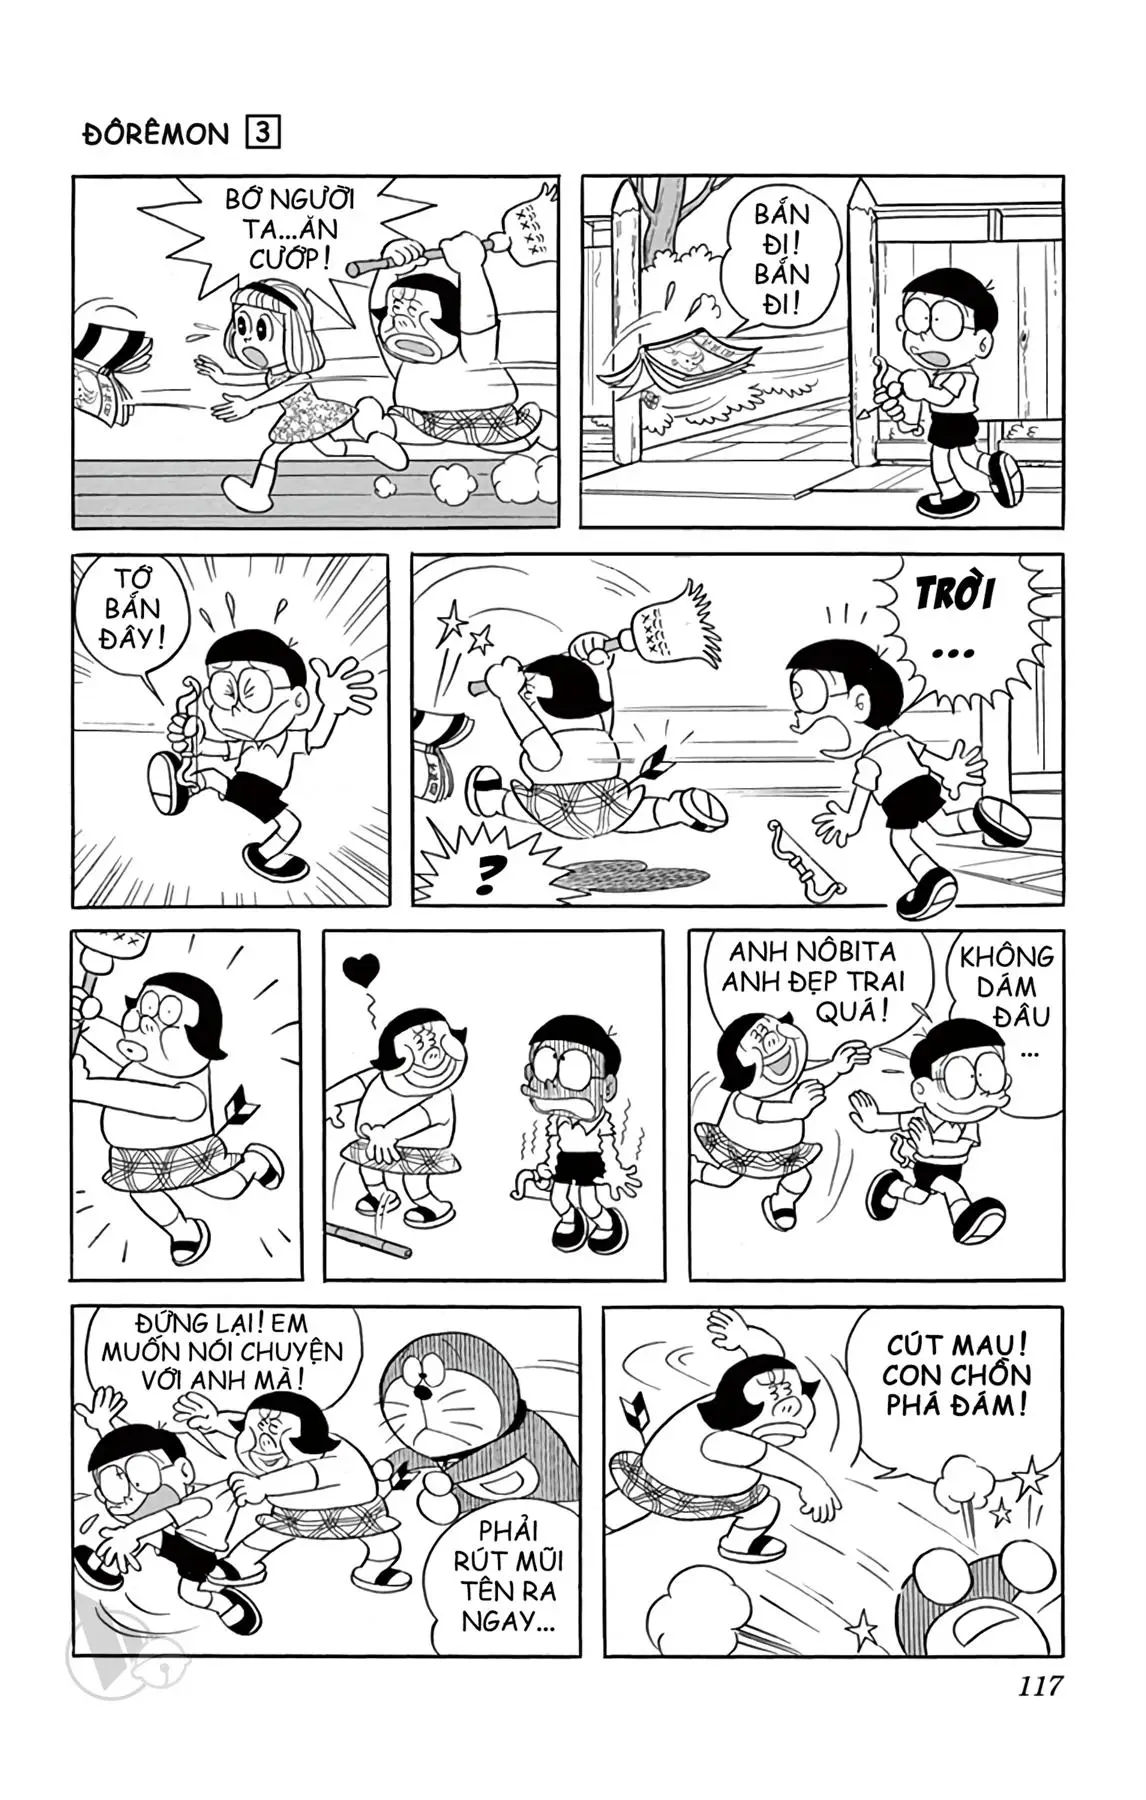 ĐÔRÊMON 3
BỚ NGƯỜI
TA...ĂN
CƯỚP!
BẮN
ĐI!
BẮN
ĐI!
TỚ
BẮN
ĐÂY!
TRỜI
...
?
ANH NÔBITA
ANH ĐẸP TRAI
QUÁ!
KHÔNG
DÁM
ĐÂU
...
ĐỨNG LẠI! EM
MUỐN NÓI CHUYỆN
VỚI ANH MÀ!
PHẢI
RÚT MŨI
TÊN RA
NGAY...
CÚT MAU!
CON CHỒN
PHÁ ĐÁM!
117